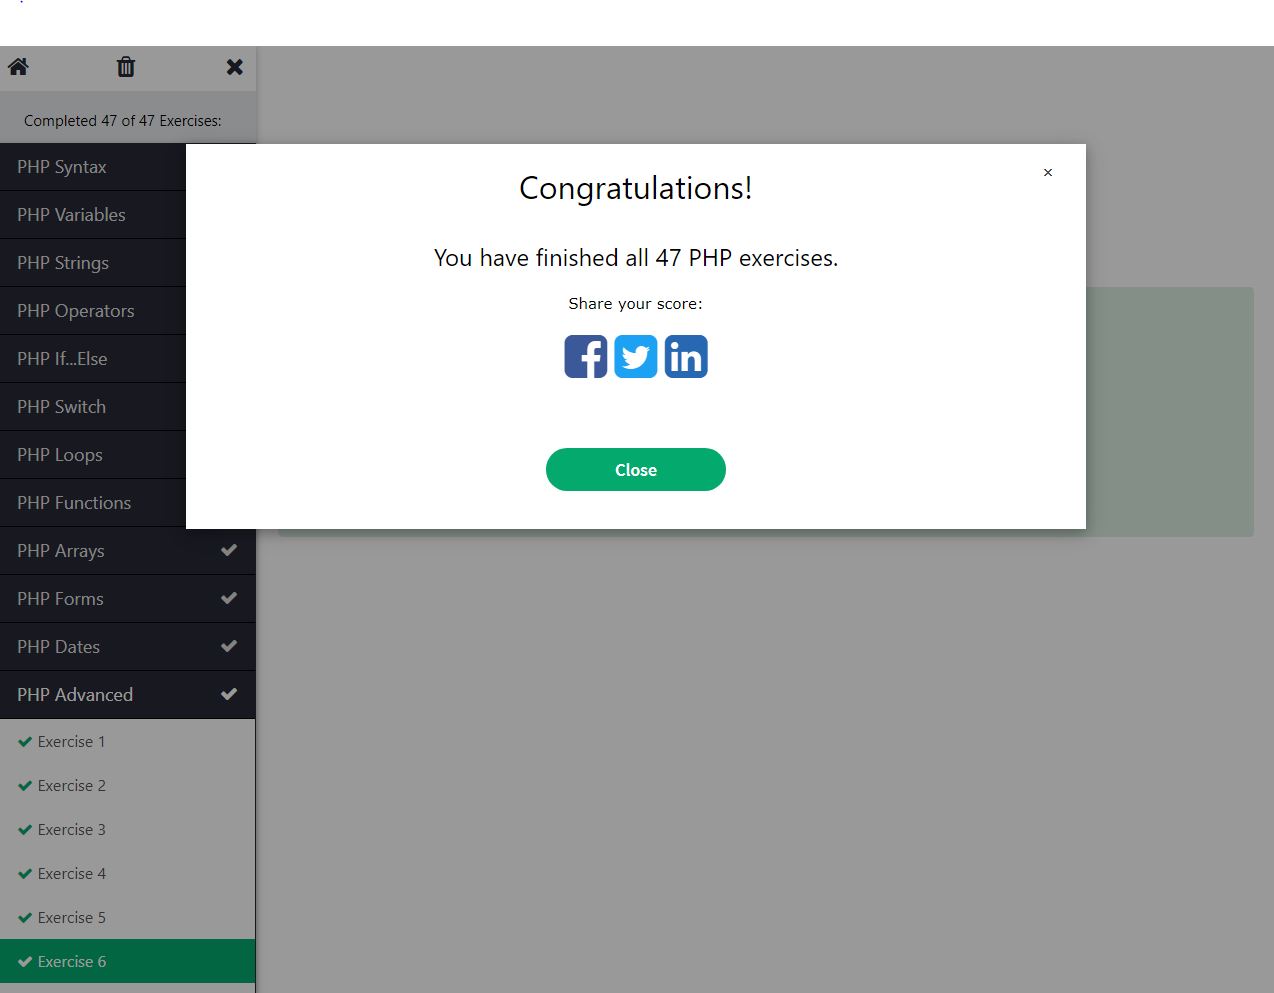 Completed 47 of 47 Exercises:
PHP Syntax
PHP Variables
PHP Strings
PHP Operators
PHP If...Else
PHP Switch
PHP Loops
PHP Functions
PHP Arrays
PHP Forms
PHP Dates
PHP Advanced
Exercise 1
Exercise 2
Exercise 3
Exercise 4
Exercise 5
Exercise 6
×
Congratulations!
You have finished all 47 PHP exercises.
Share your score:
Close